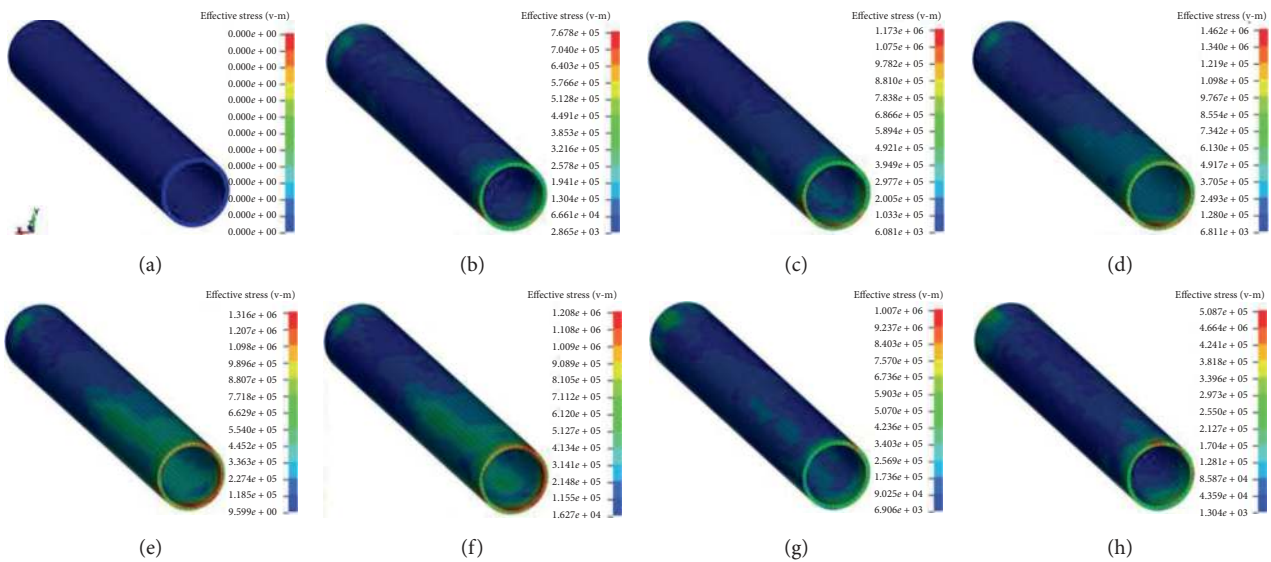 Effective stress (v-m)
0.000e + 00
0.000e + 00
0.000e + 00
0.000e + 00
0.000e + 00
0.000e + 00
0.000e + 00
0.000e + 00
0.000e + 00
0.000e + 00
0.000e + 00
0.000e + 00
0.000e + 00
(a)
Effective stress (v-m)
7.678e + 05
7.040e + 05
6.403e + 05
5.766e + 05
5.128e + 05
4.491e + 05
3.853e + 05
3.216e + 05
2.578e + 05
1.941e + 05
1.304e + 05
6.661e + 04
2.865e + 03
(b)
Effective stress (v-m)
1.173e + 06
1.075e + 06
9.782e + 05
8.810e + 05
7.838e + 05
6.866e + 05
5.894e + 05
4.921e + 05
3.949e + 05
2.977e + 05
2.005e + 05
1.033e + 05
6.081e + 03
(c)
Effective stress (v-m)
1.462e + 06
1.340e + 06
1.219e + 06
1.098e + 06
9.767e + 05
8.554e + 05
7.342e + 05
6.130e + 05
4.917e + 05
3.705e + 05
2.493e + 05
1.280e + 05
6.811e + 03
(d)
Effective stress (v-m)
1.316e + 06
1.207e + 06
1.098e + 06
9.896e + 05
8.807e + 05
7.718e + 05
6.629e + 05
5.540e + 05
4.452e + 05
3.363e + 05
2.274e + 05
1.185e + 05
9.599e + 00
(e)
Effective stress (v-m)
1.208e + 06
1.108e + 06
1.009e + 06
9.089e + 05
8.105e + 05
7.112e + 05
6.120e + 05
5.127e + 05
4.134e + 05
3.141e + 05
2.148e + 05
1.155e + 05
1.627e + 04
(f)
Effective stress (v-m)
1.007e + 06
9.237e + 06
8.403e + 05
7.570e + 05
6.736e + 05
5.903e + 05
5.070e + 05
4.236e + 05
3.403e + 05
2.569e + 05
1.736e + 05
9.025e + 04
6.906e + 03
(g)
Effective stress (v-m)
5.087e + 05
4.664e + 05
4.241e + 05
3.818e + 05
3.396e + 05
2.973e + 05
2.550e + 05
2.127e + 05
1.704e + 05
1.281e + 05
8.587e + 04
4.359e + 04
1.304e + 03
(h)